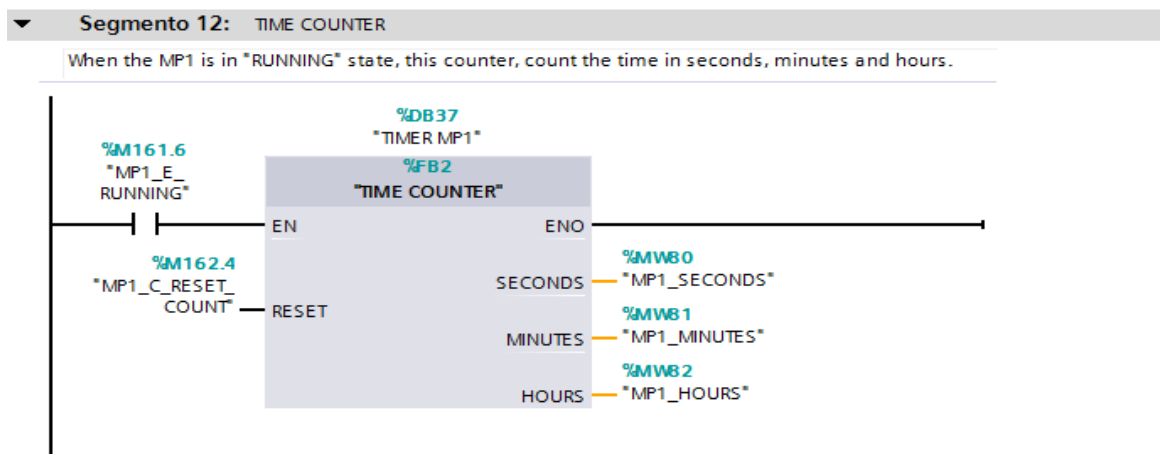 Segmento 12: TIME COUNTER
When the MP1 is in "RUNNING" state, this counter, count the time in seconds, minutes and hours.
%DB37
"TIMER MP1"
%M161.6
"MP1_E_
RUNNING"
%FB2
"TIME COUNTER"
EN
ENO
%M162.4
"MP1_C_RESET_
COUNT"
RESET
SECONDS
%MW80
"MP1_SECONDS"
MINUTES
%MW81
"MP1_MINUTES"
HOURS
%MW82
"MP1_HOURS"